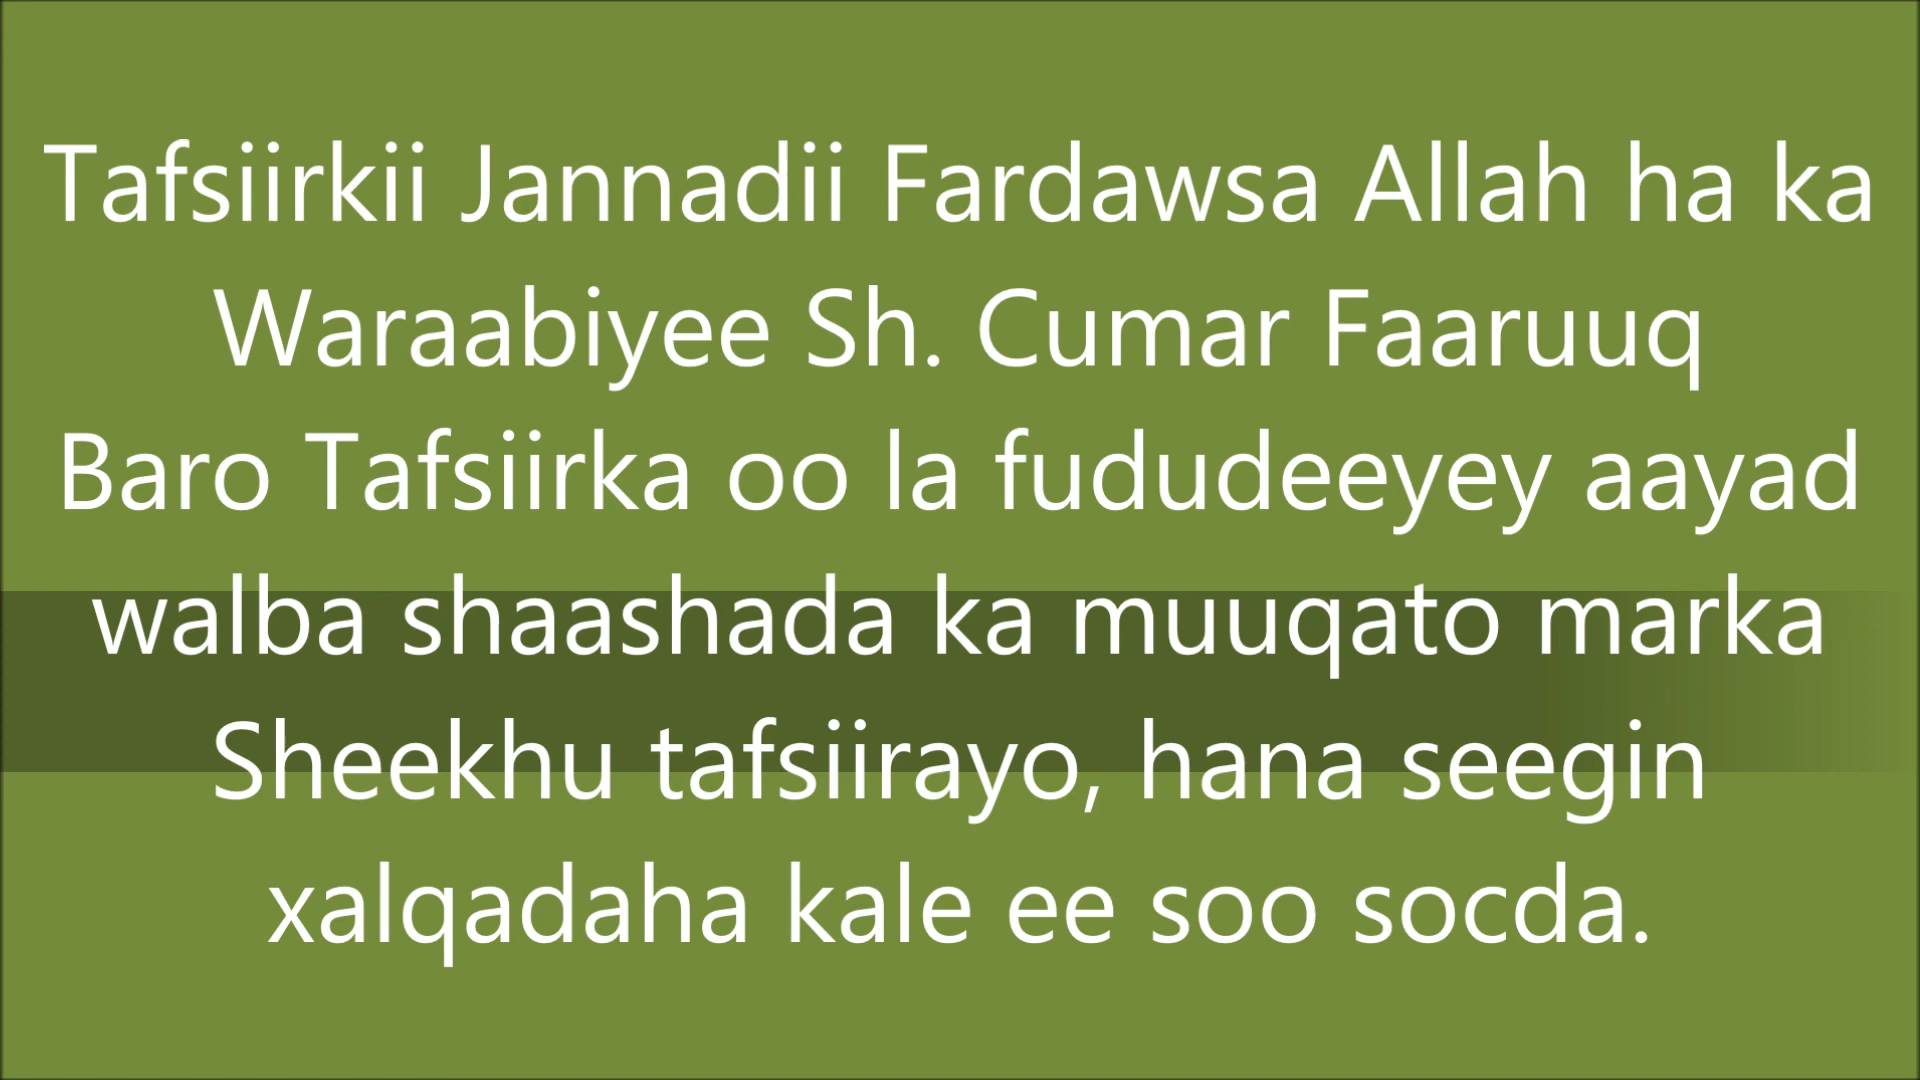 Tafsiirkii Jannadii Fardawsa Allah ha ka
Waraabiyee Sh. Cumar Faaruuq
Baro Tafsiirka oo la fududeeyey aayad
walba shaashada ka muuqato marka
Sheekhu tafsiirayo, hana seegin
xalqadaha kale ee soo socda.